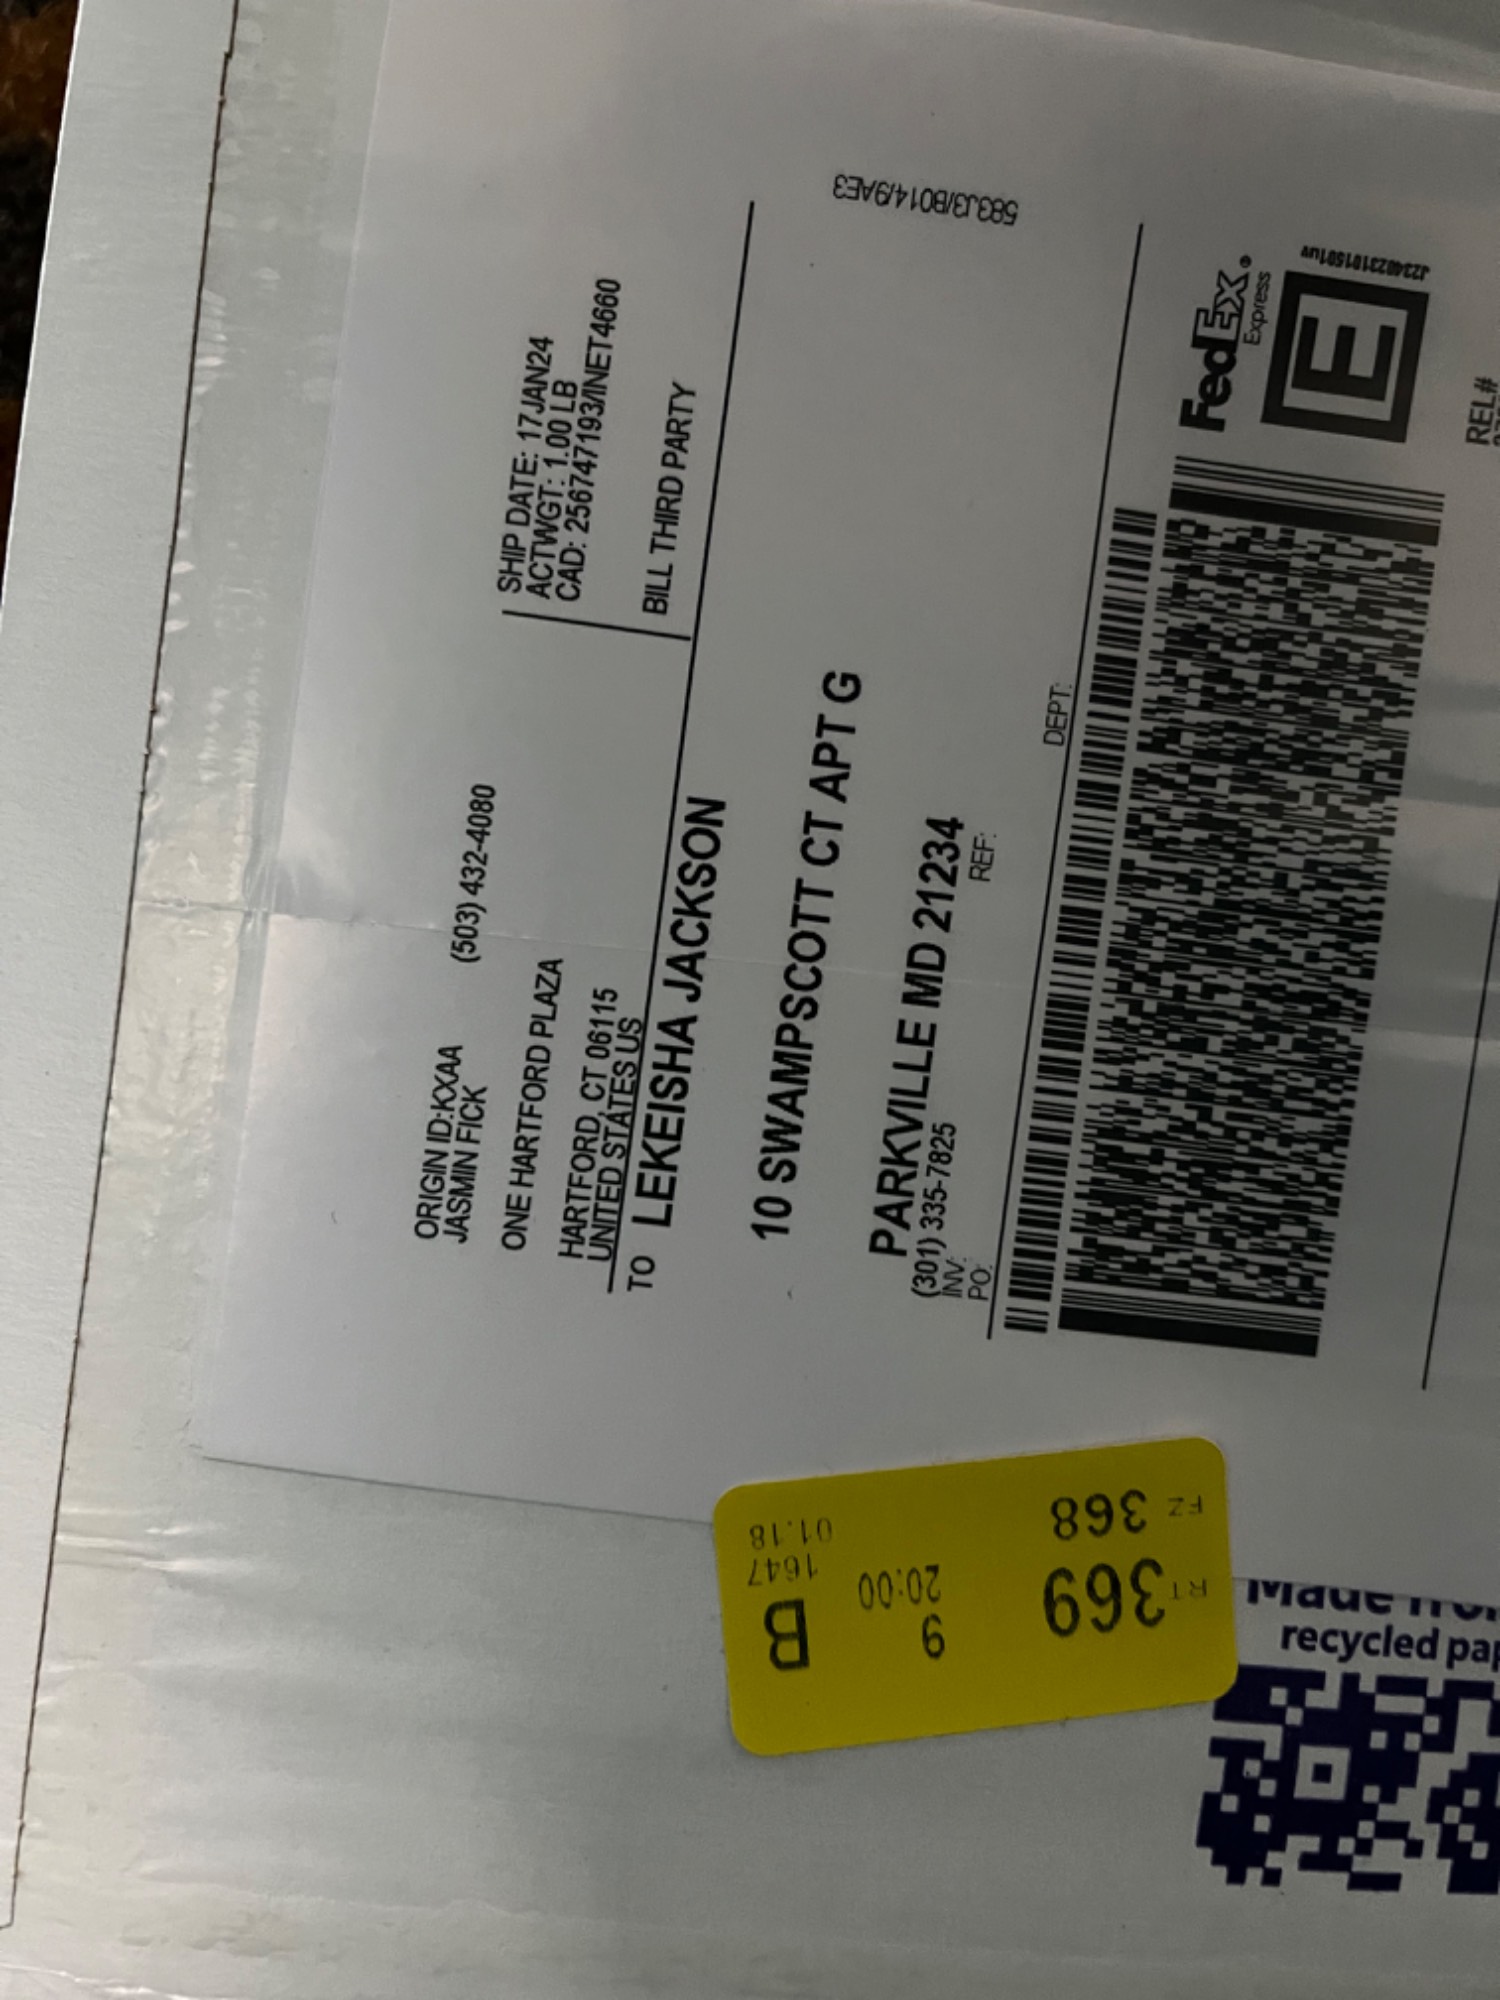 ORIGIN ID:KXAA (503) 432-4080
JASMIN FICK
ONE HARTFORD PLAZA
HARTFORD, CT 06115
UNITED STATES US
SHIP DATE: 17JAN24
ACTWGT: 1.00 LB
CAD: 256747193/INET4660
BILL THIRD PARTY
TO LEKEISHA JACKSON
10 SWAMPSCOTT CT APT G
PARKVILLE MD 21234
(301) 335-7825 REF:
INV:
PO: DEPT:
583J3/B014/9AE3
FedEx
Express
E
J234023101501uv
REL#
RT 369 9 B
20:00 1647
FZ 368 01.18
recycled